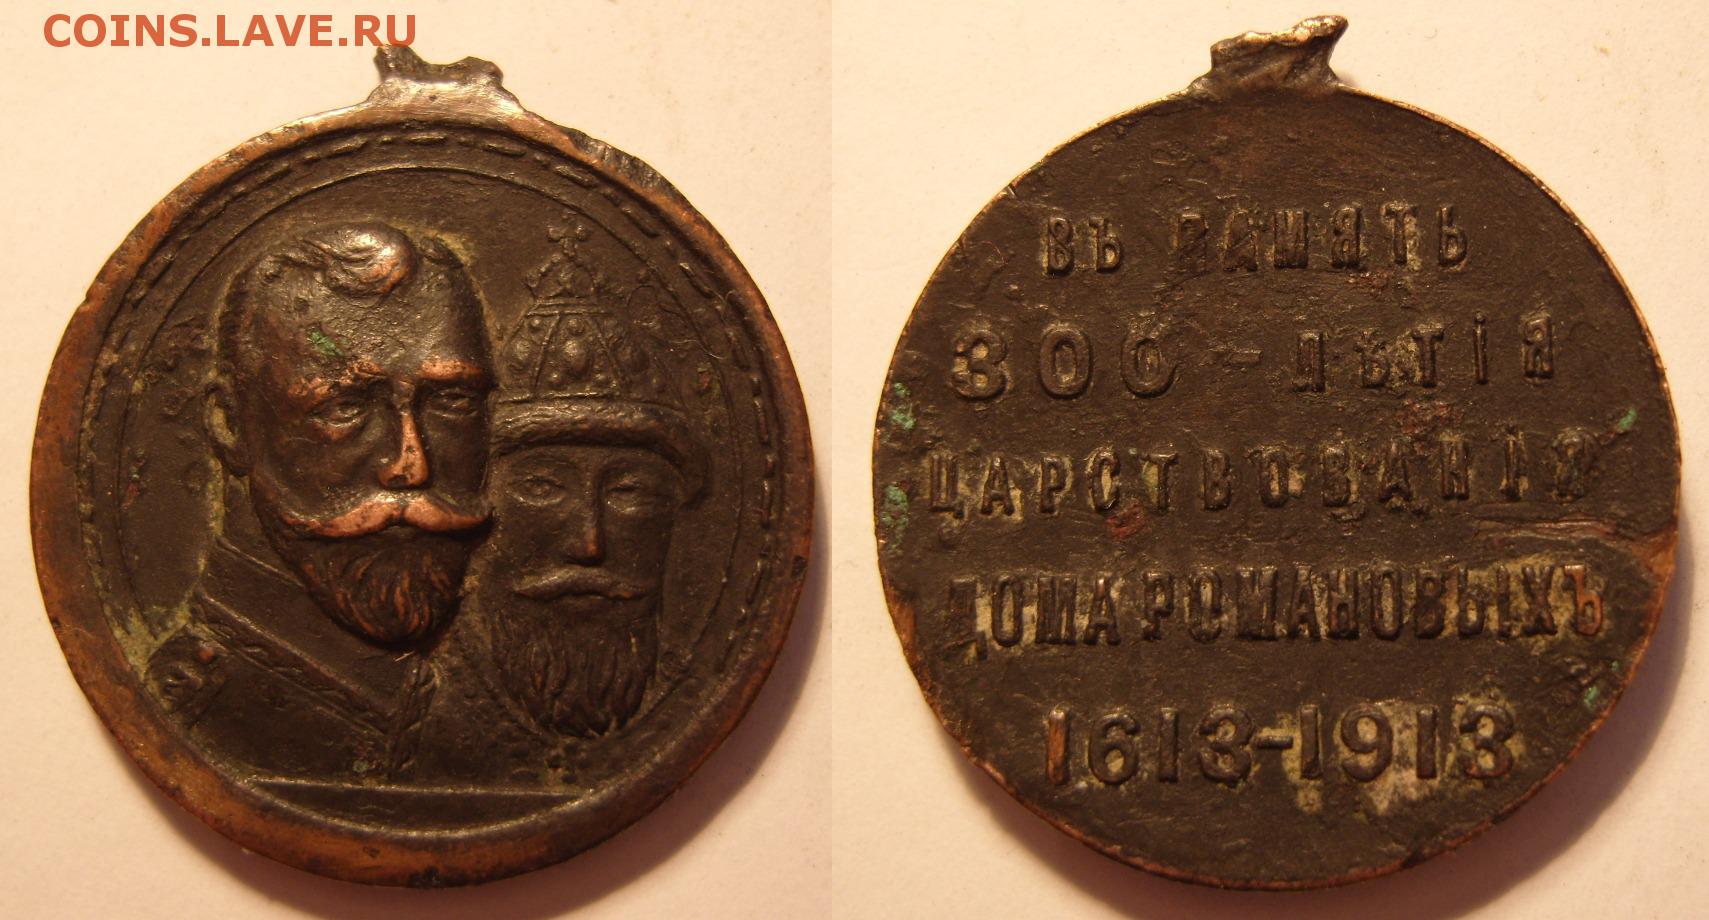 COINS.LAVE.RU
ВЪ ПАМЯТЬ
300-ЛѢТІЯ
ЦАРСТВОВАНІЯ
ДОМА РОМАНОВЫХЪ
1613-1913